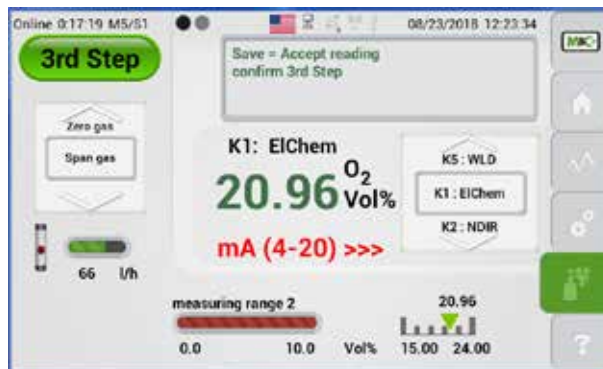 Online 0:17:19 M5/S1
08/23/2018 12:23:34
3rd Step
Save = Accept reading
confirm 3rd Step
Zero gas
Span gas
66 l/h
K1: ElChem
20.96 O2 Vol%
mA (4-20) >>>
K5 : WLD
K1 : ElChem
K2 : NDIR
measuring range 2
0.0 10.0 Vol%
20.96
15.00 24.00
?